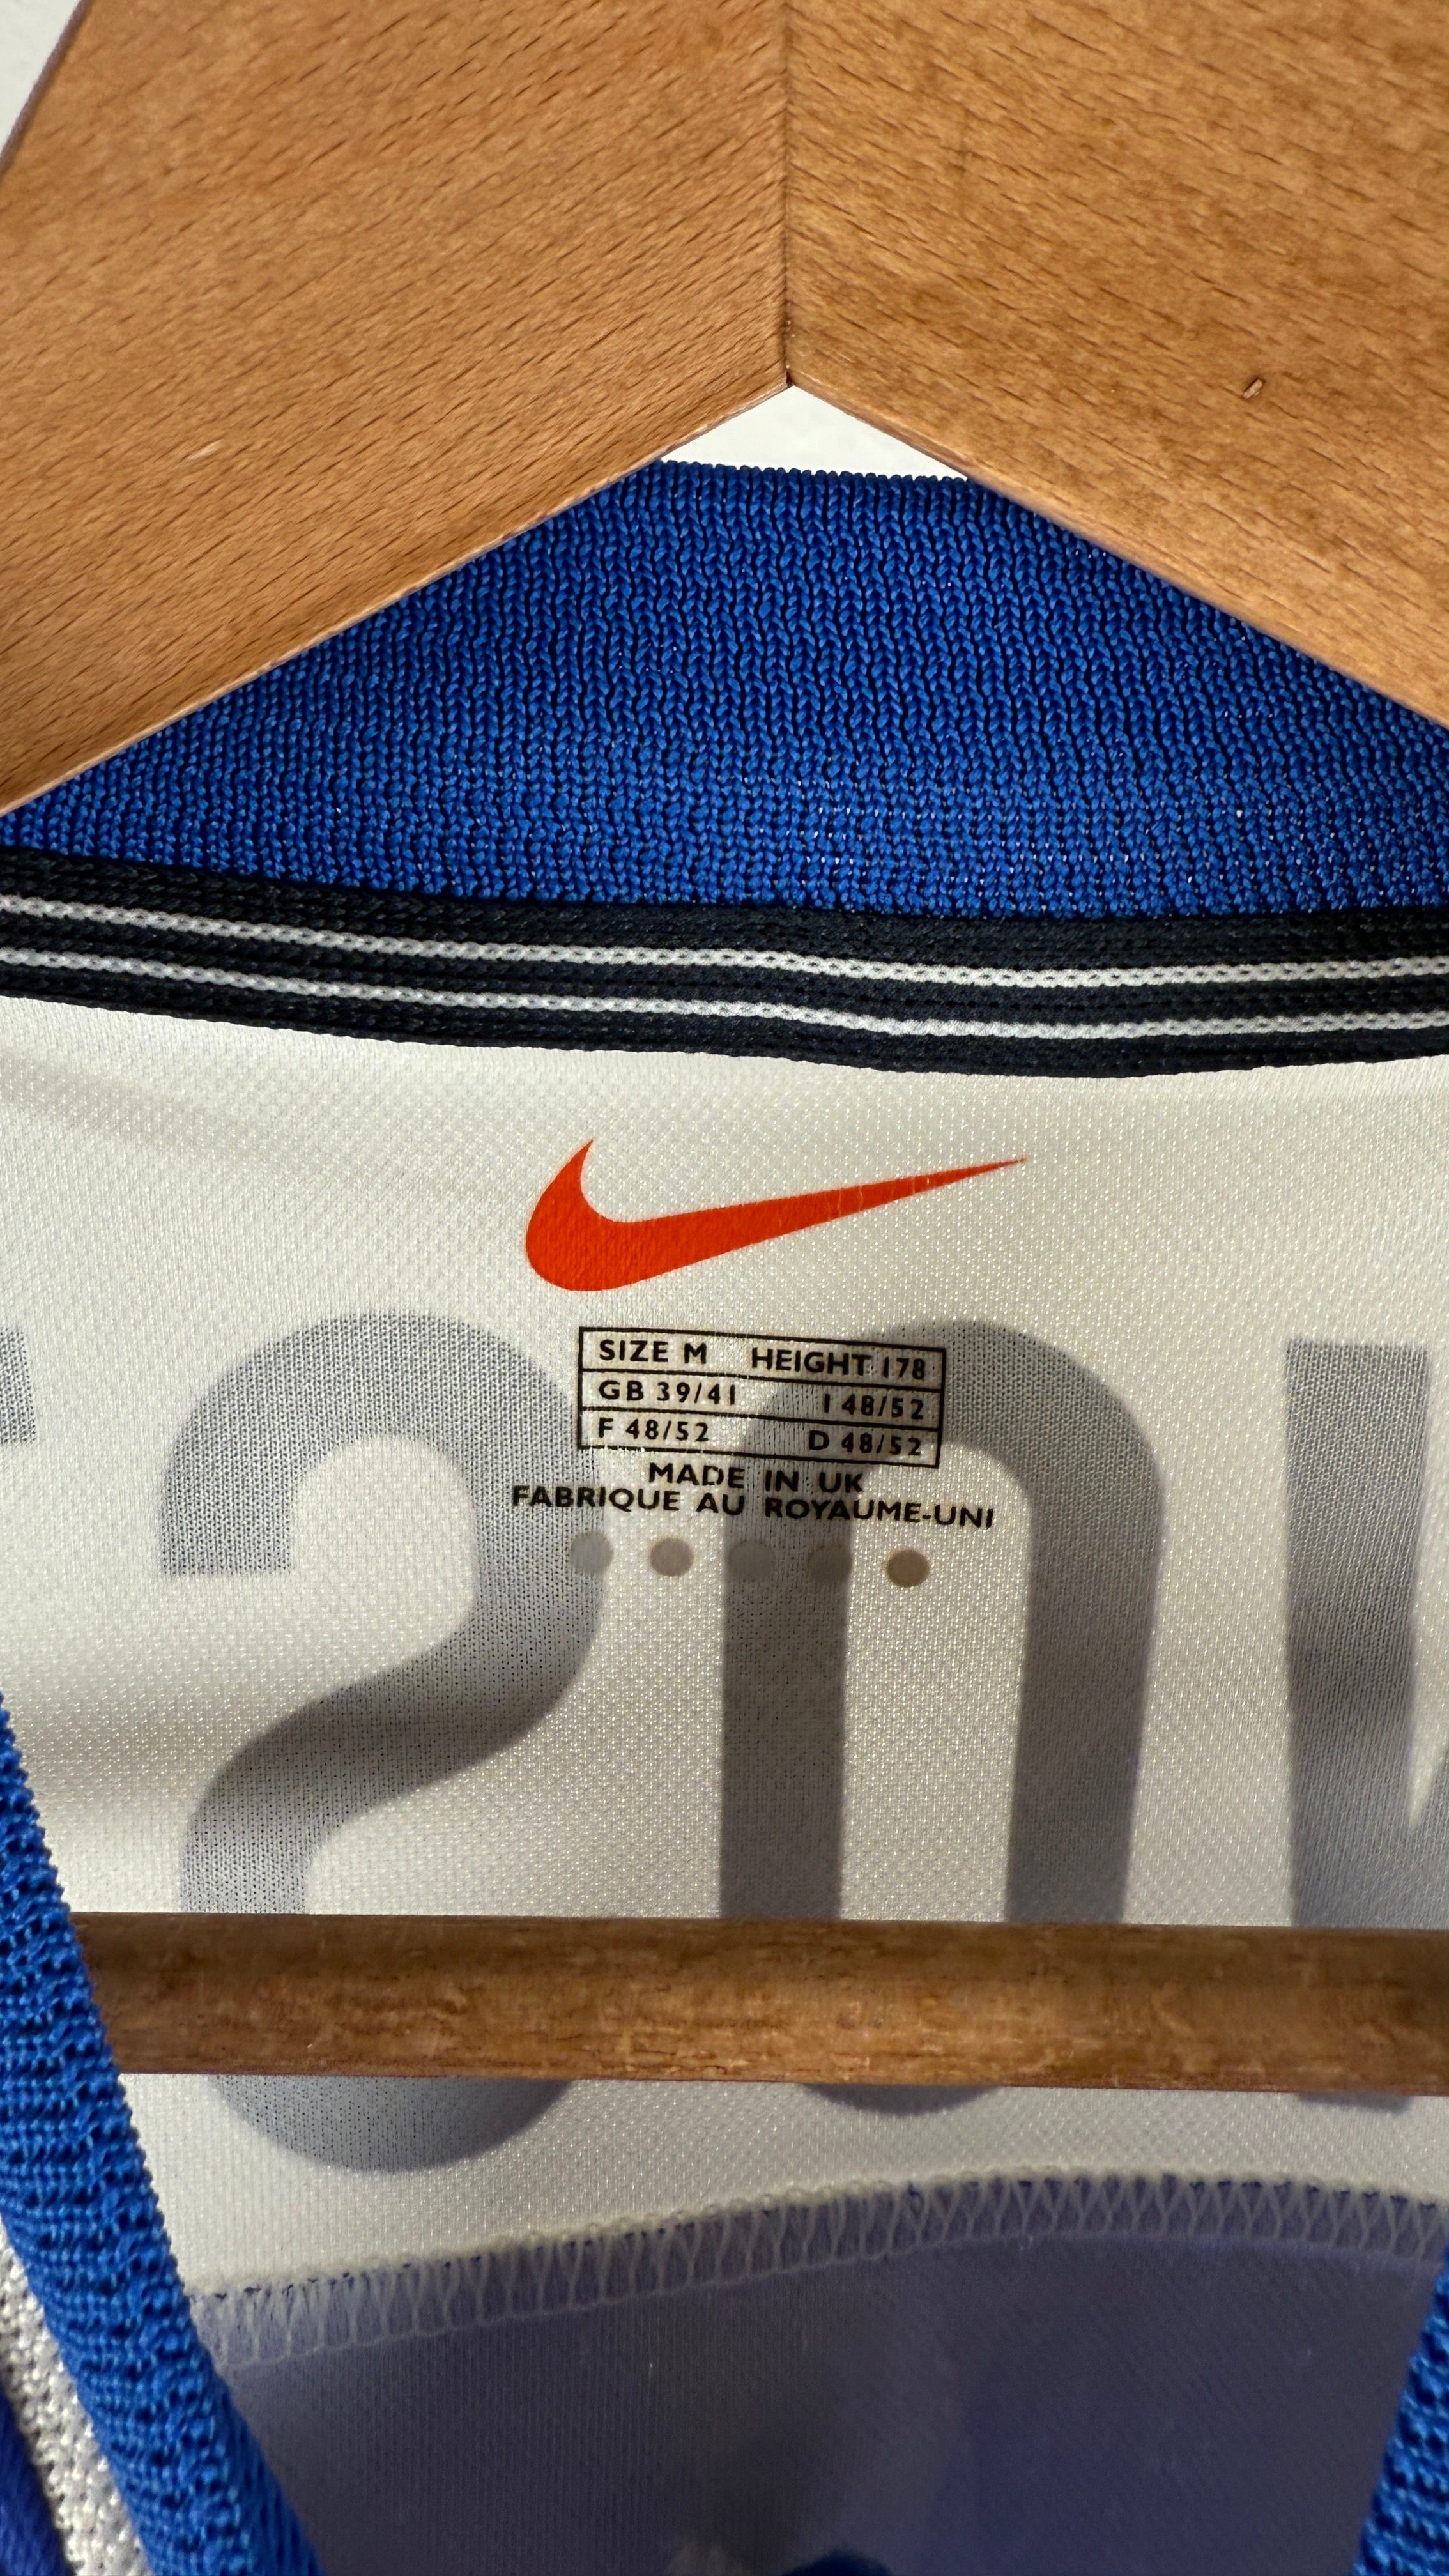 SIZE M HEIGHT 178
GB 39/41 I 48/52
F 48/52 D 48/52
MADE IN UK
FABRIQUE AU ROYAUME-UNI